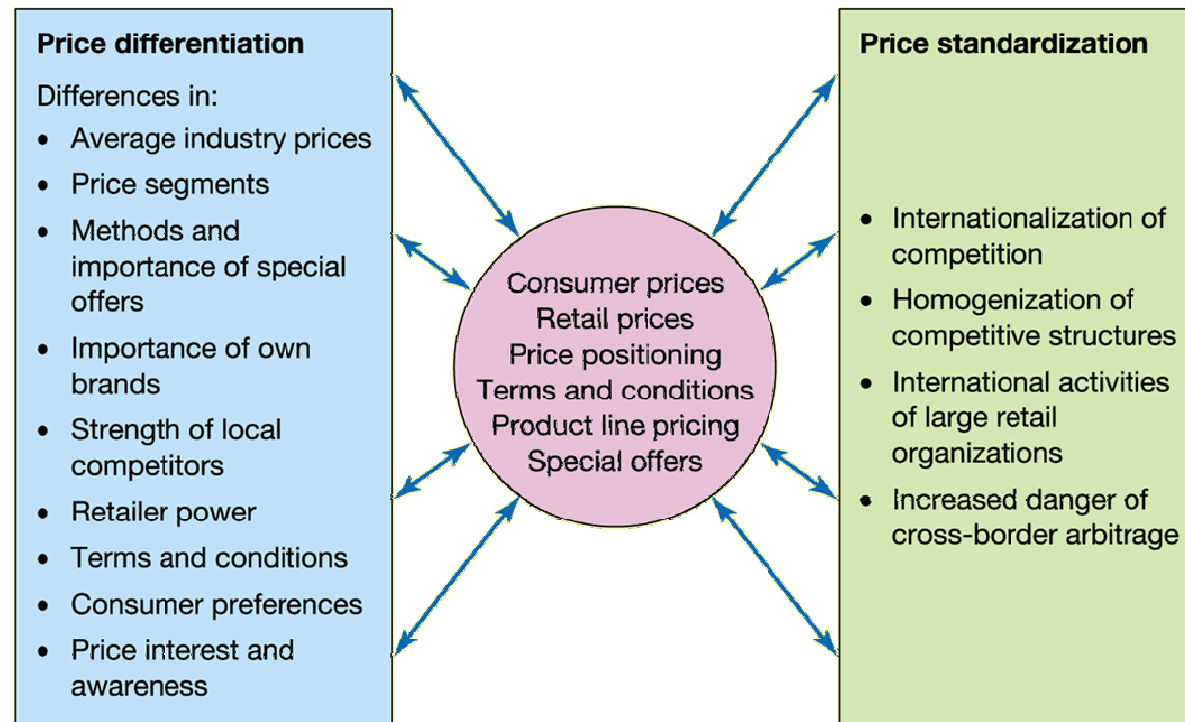 Price differentiation
Differences in:
• Average industry prices
• Price segments
• Methods and
importance of special
offers
• Importance of own
brands
• Strength of local
competitors
• Retailer power
• Terms and conditions
• Consumer preferences
• Price interest and
awareness
Consumer prices
Retail prices
Price positioning
Terms and conditions
Product line pricing
Special offers
Price standardization
• Internationalization of
competition
• Homogenization of
competitive structures
• International activities
of large retail
organizations
• Increased danger of
cross-border arbitrage